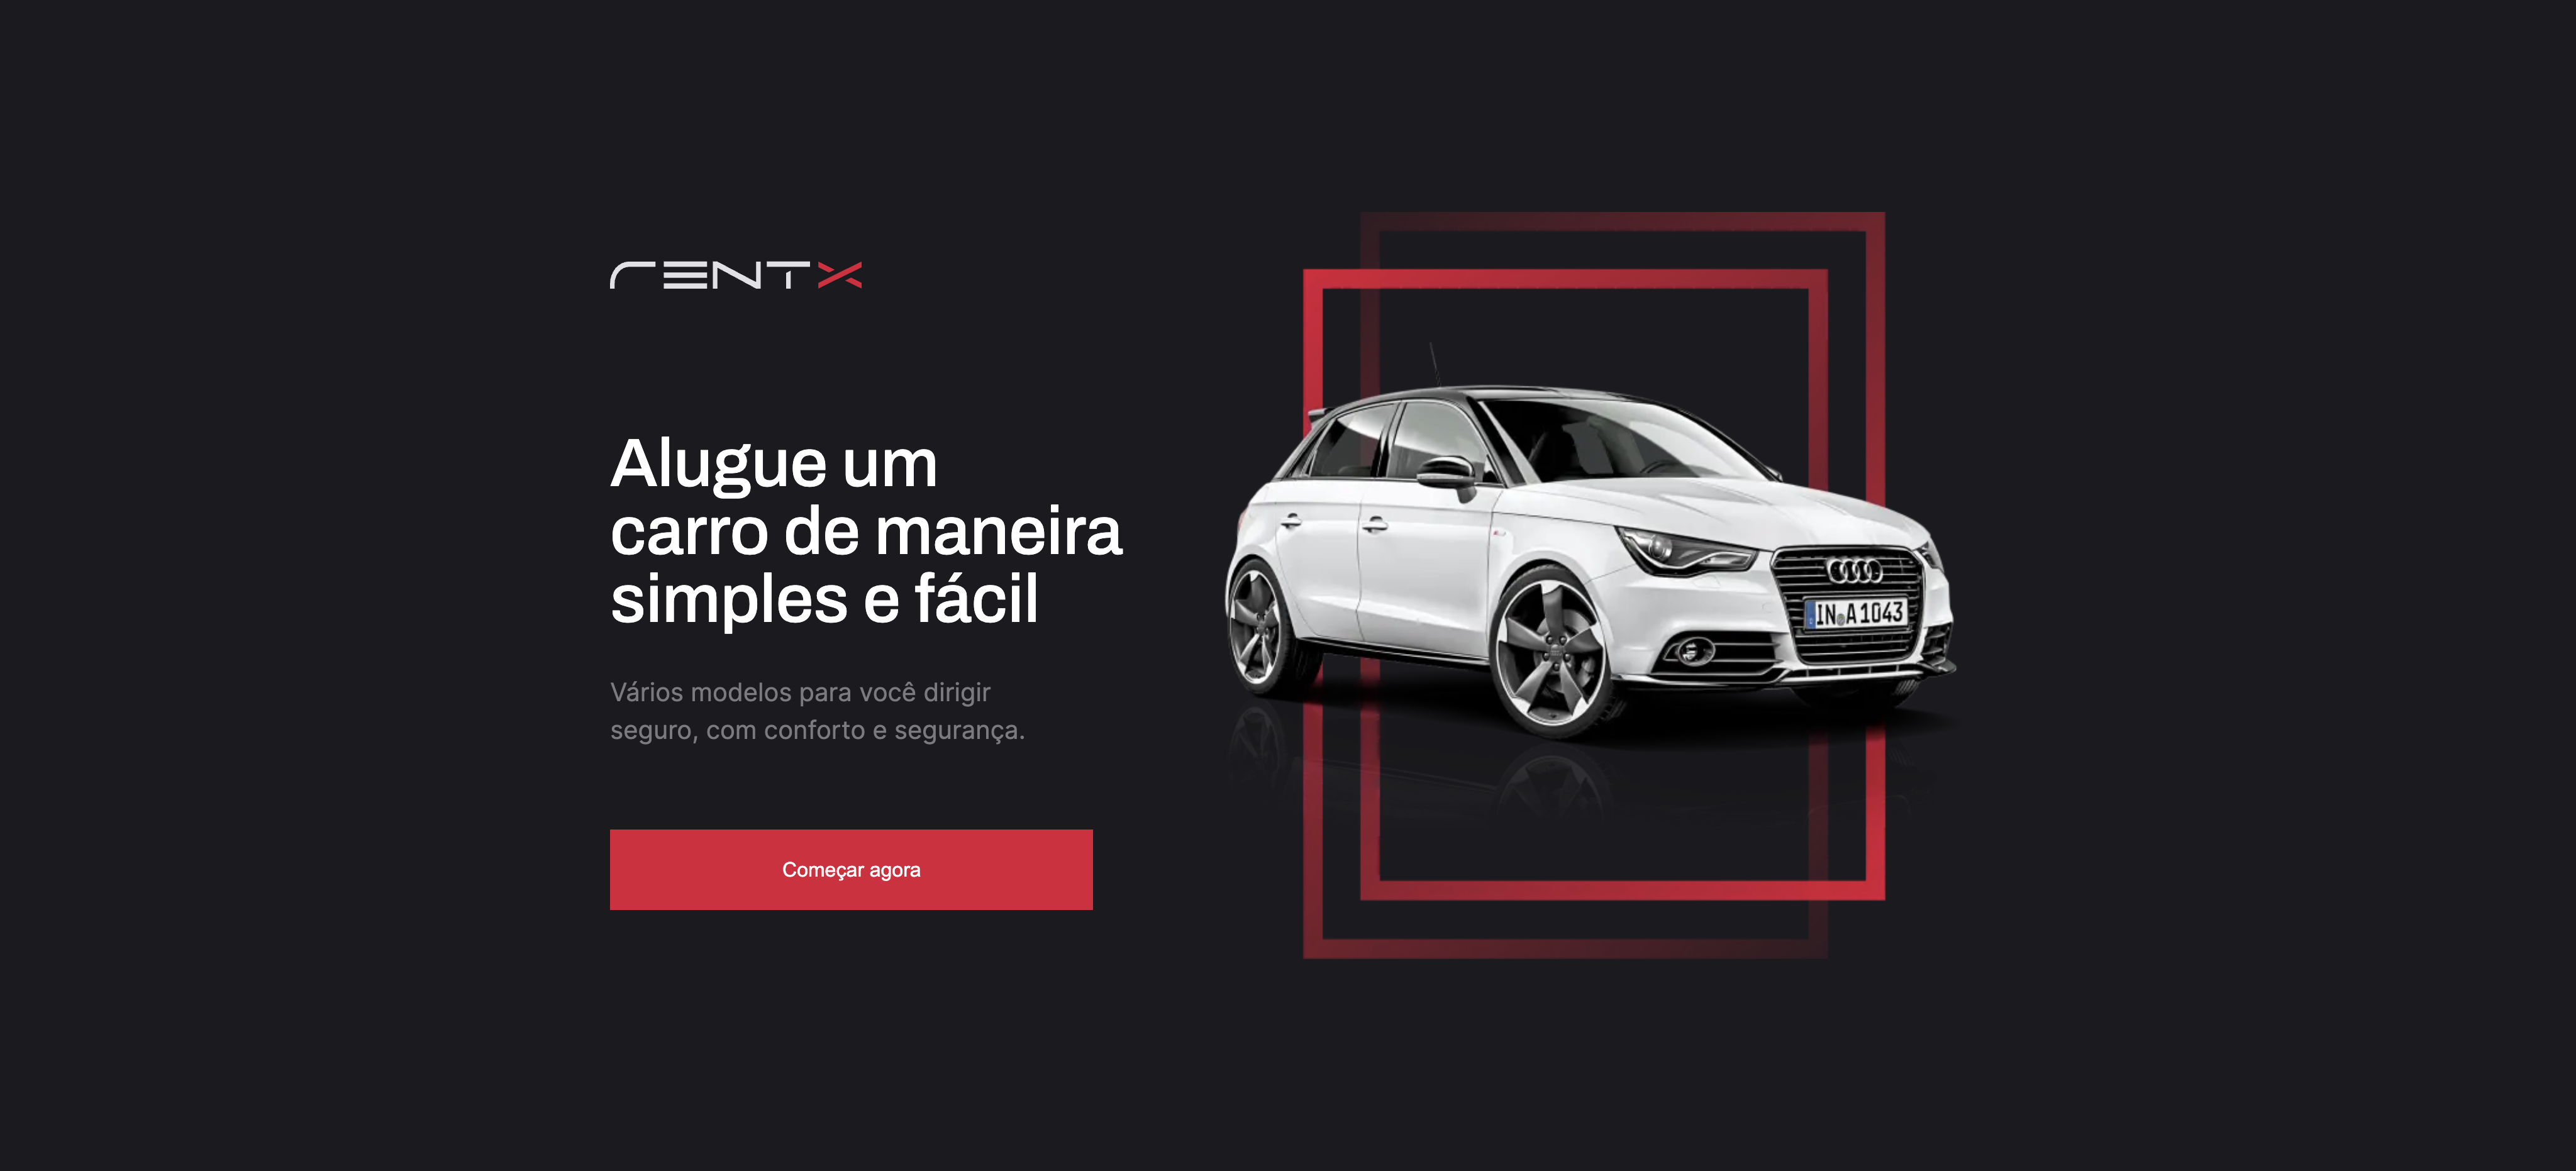 rENTX
Alugue um
carro de maneira
simples e fácil
Vários modelos para você dirigir
seguro, com conforto e segurança.
Começar agora
IN A 1043